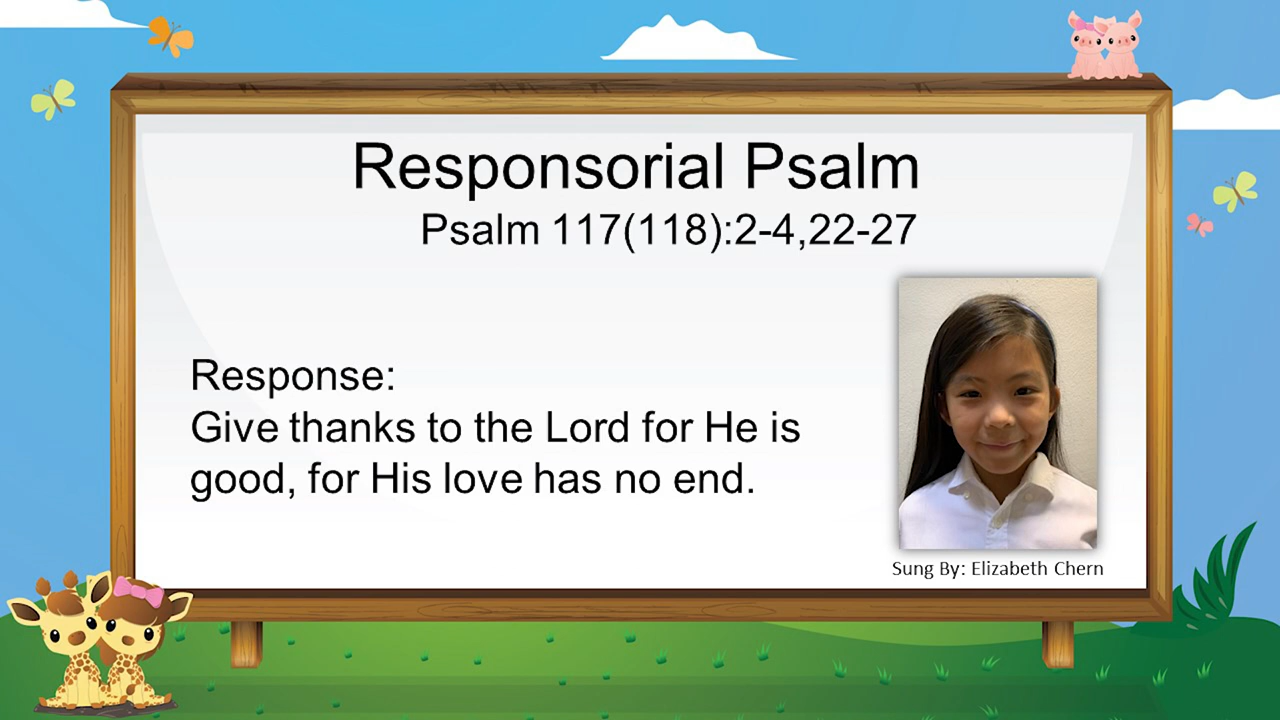 Responsorial Psalm
Psalm 117(118):2-4,22-27
Response:
Give thanks to the Lord for He is
good, for His love has no end.
Sung By: Elizabeth Chern